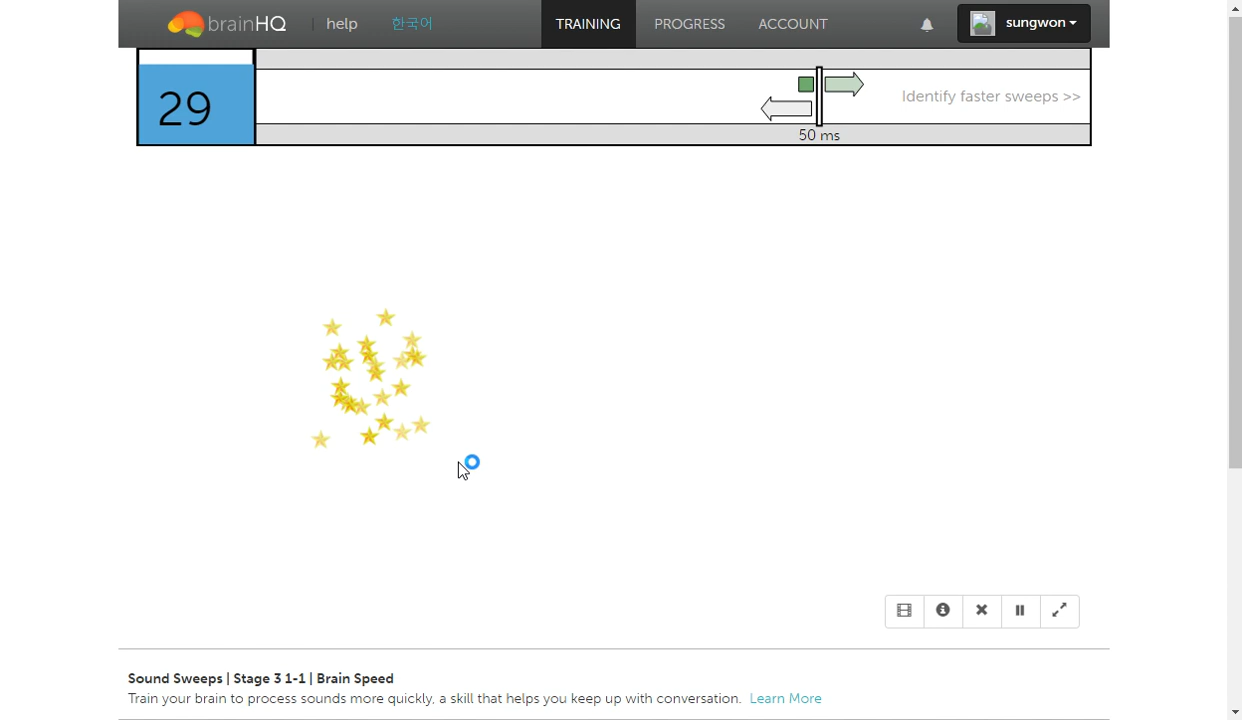 brainHQ | help 한국어 TRAINING PROGRESS ACCOUNT sungwon
29
Identify faster sweeps >>
50 ms
Sound Sweeps | Stage 3 1-1 | Brain Speed
Train your brain to process sounds more quickly, a skill that helps you keep up with conversation. Learn More